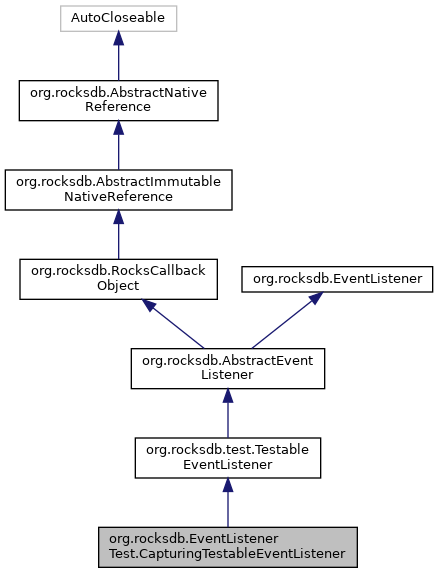 AutoCloseable
org.rocksdb.AbstractNative
Reference
org.rocksdb.AbstractImmutable
NativeReference
org.rocksdb.RocksCallback
Object
org.rocksdb.EventListener
org.rocksdb.AbstractEvent
Listener
org.rocksdb.test.Testable
EventListener
org.rocksdb.EventListener
Test.CapturingTestableEventListener